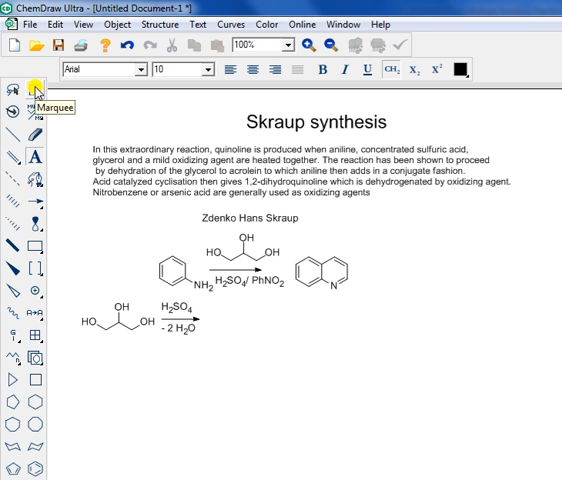 ChemDraw Ultra - [Untitled Document-1 *]
File Edit View Object Structure Text Curves Color Online Window Help
100%
Arial 10 B I U CH2 X2 X2
Marquee
A
Skraup synthesis
In this extraordinary reaction, quinoline is produced when aniline, concentrated sulfuric acid,
glycerol and a mild oxidizing agent are heated together. The reaction has been shown to proceed
by dehydration of the glycerol to acrolein to which aniline then adds in a conjugate fashion.
Acid catalyzed cyclisation then gives 1,2-dihydroquinoline which is dehydrogenated by oxidizing agent.
Nitrobenzene or arsenic acid are generally used as oxidizing agents
Zdenko Hans Skraup
OH
HO OH
NH2 H2SO4/ PhNO2 N
OH H2SO4
HO OH - 2 H2O